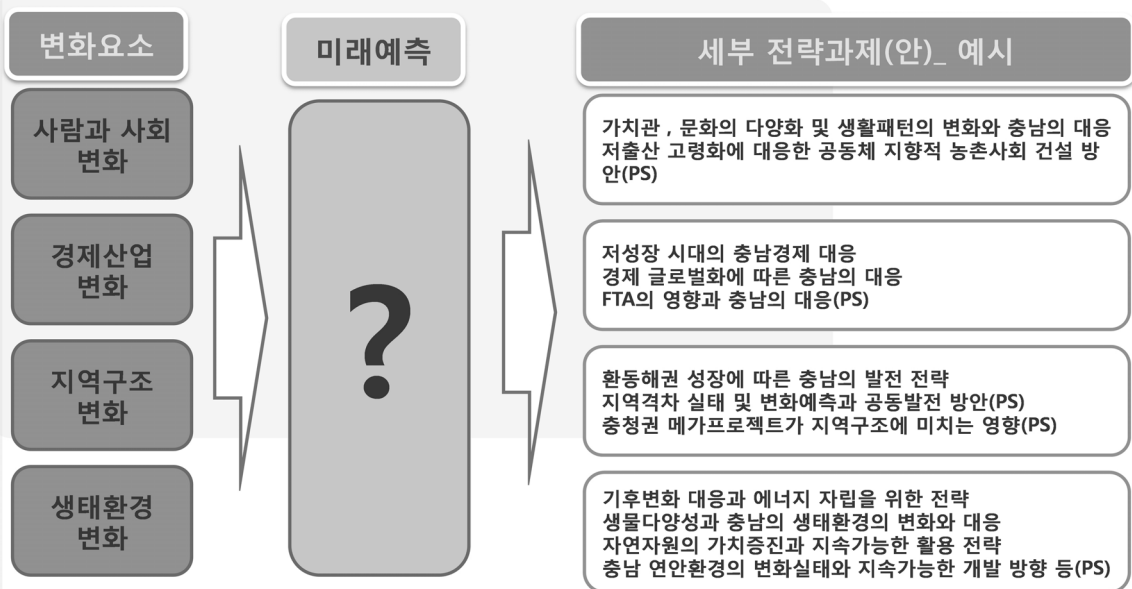 변화요소
미래예측
세부 전략과제(안)_ 예시
사람과 사회
변화
가치관 , 문화의 다양화 및 생활패턴의 변화와 충남의 대응
저출산 고령화에 대응한 공동체 지향적 농촌사회 건설 방
안(PS)
경제산업
변화
?
저성장 시대의 충남경제 대응
경제 글로벌화에 따른 충남의 대응
FTA의 영향과 충남의 대응(PS)
지역구조
변화
환동해권 성장에 따른 충남의 발전 전략
지역격차 실태 및 변화예측과 공동발전 방안(PS)
충청권 메가프로젝트가 지역구조에 미치는 영향(PS)
생태환경
변화
기후변화 대응과 에너지 자립을 위한 전략
생물다양성과 충남의 생태환경의 변화와 대응
자연자원의 가치증진과 지속가능한 활용 전략
충남 연안환경의 변화실태와 지속가능한 개발 방향 등(PS)